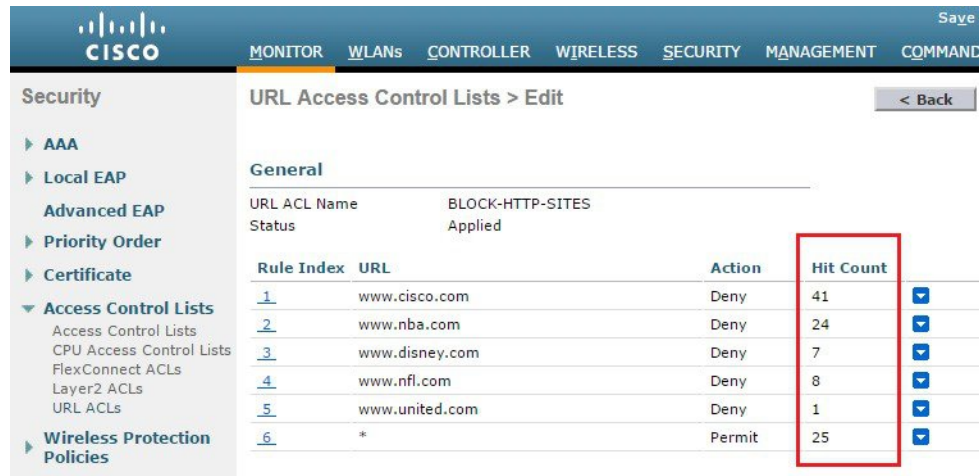 CISCO
Save
MONITOR WLANs CONTROLLER WIRELESS SECURITY MANAGEMENT COMMAND
Security
AAA
Local EAP
Advanced EAP
Priority Order
Certificate
Access Control Lists
Access Control Lists
CPU Access Control Lists
FlexConnect ACLs
Layer2 ACLs
URL ACLs
Wireless Protection
Policies
URL Access Control Lists > Edit
< Back
General
URL ACL Name BLOCK-HTTP-SITES
Status Applied
Rule Index URL Action Hit Count
1 www.cisco.com Deny 41
2 www.nba.com Deny 24
3 www.disney.com Deny 7
4 www.nfl.com Deny 8
5 www.united.com Deny 1
6 * Permit 25